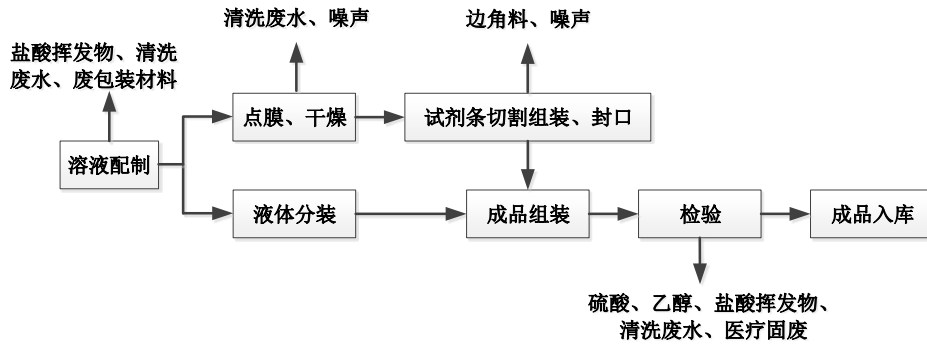 清洗废水、噪声
边角料、噪声
盐酸挥发物、清洗
废水、废包装材料
点膜、干燥
试剂条切割组装、封口
溶液配制
液体分装
成品组装
检验
成品入库
硫酸、乙醇、盐酸挥发物、
清洗废水、医疗固废